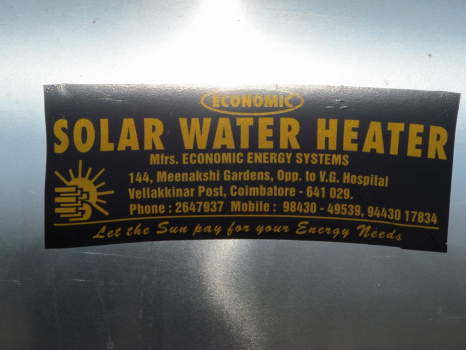 ECONOMIC
SOLAR WATER HEATER
Mfrs. ECONOMIC ENERGY SYSTEMS
144, Meenakshi Gardens, Opp. to V.G. Hospital
Vellakkinar Post, Coimbatore - 641 029.
Phone : 2647937 Mobile : 98430 - 49539, 94430 17834
Let the Sun pay for your Energy Needs